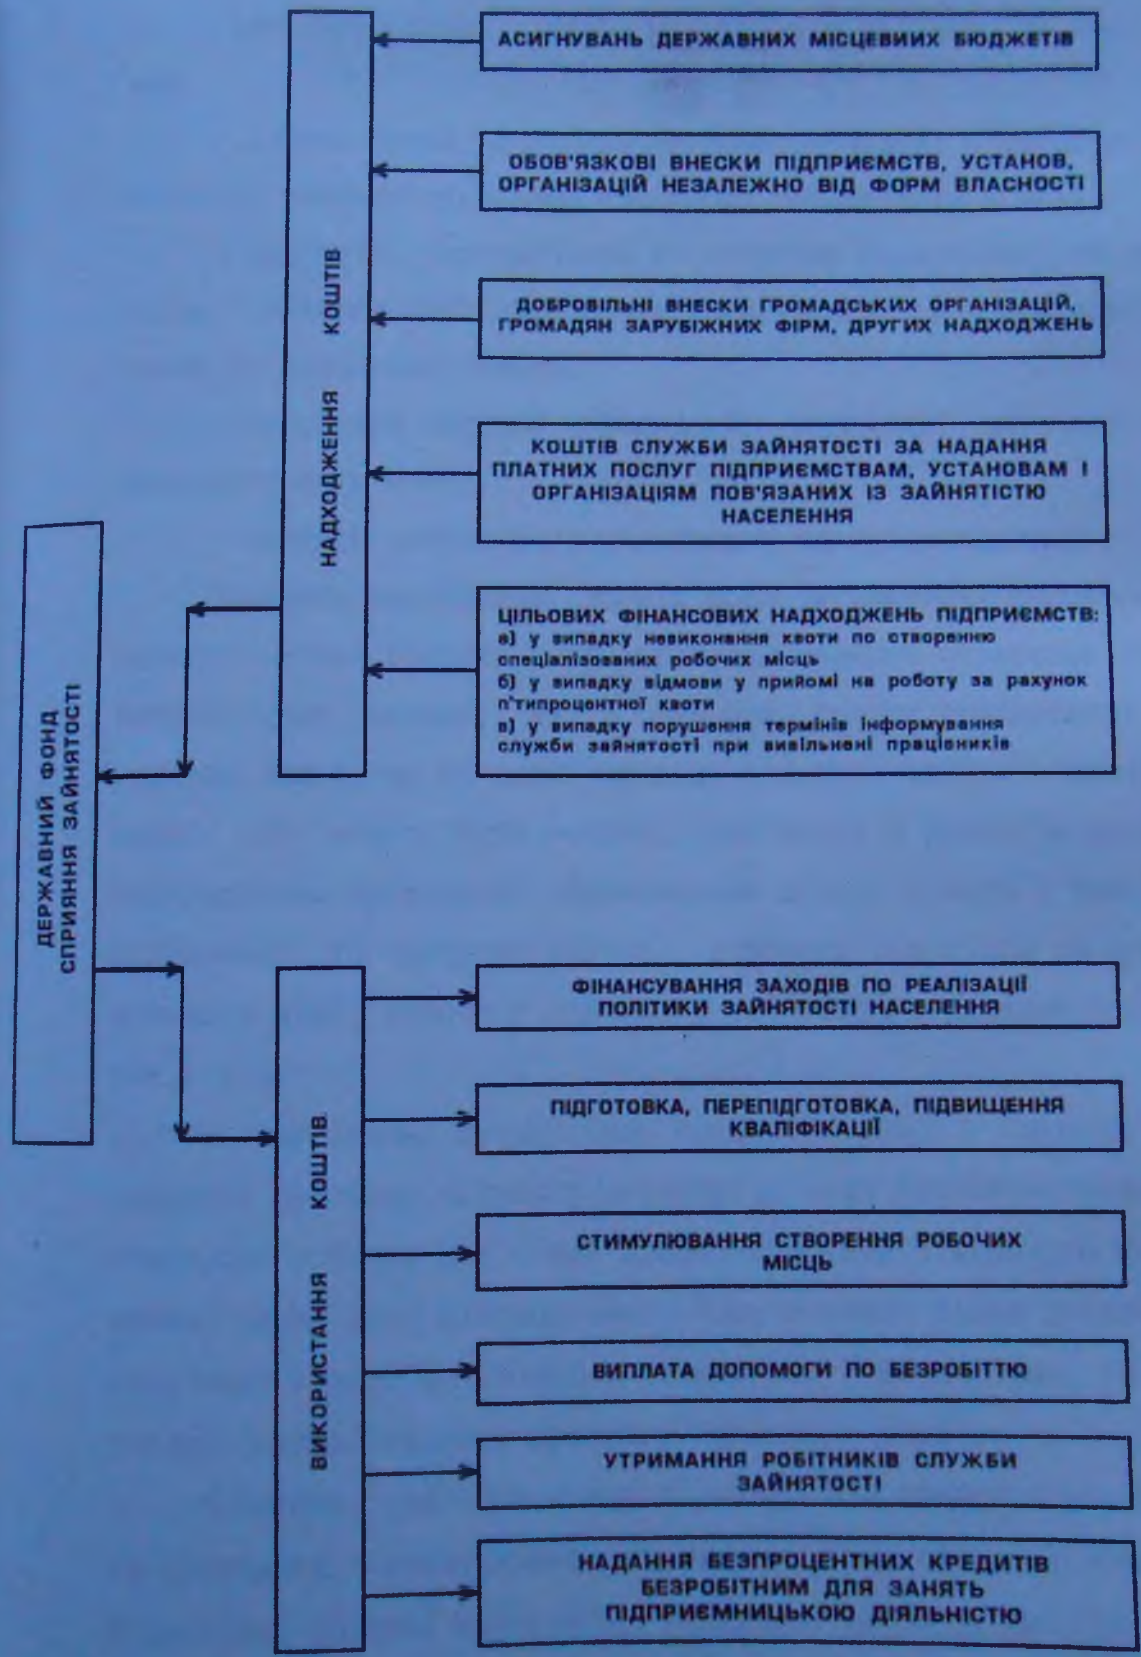 ДЕРЖАВНИЙ ФОНД
СПРИЯННЯ ЗАЙНЯТОСТІ
НАДХОДЖЕННЯ КОШТІВ
АСИГНУВАНЬ ДЕРЖАВНИХ МІСЦЕВИИХ БЮДЖЕТІВ
ОБОВ'ЯЗКОВІ ВНЕСКИ ПІДПРИЄМСТВ, УСТАНОВ,
ОРГАНІЗАЦІЙ НЕЗАЛЕЖНО ВІД ФОРМ ВЛАСНОСТІ
ДОБРОВІЛЬНІ ВНЕСКИ ГРОМАДСЬКИХ ОРГАНІЗАЦІЙ,
ГРОМАДЯН ЗАРУБІЖНИХ ФІРМ, ДРУГИХ НАДХОДЖЕНЬ
КОШТІВ СЛУЖБИ ЗАЙНЯТОСТІ ЗА НАДАННЯ
ПЛАТНИХ ПОСЛУГ ПІДПРИЄМСТВАМ, УСТАНОВАМ І
ОРГАНІЗАЦІЯМ ПОВ'ЯЗАНИХ ІЗ ЗАЙНЯТІСТЮ
НАСЕЛЕННЯ
ЦІЛЬОВИХ ФІНАНСОВИХ НАДХОДЖЕНЬ ПІДПРИЄМСТВ:
а) у випадку невиконання квоти по створенню
спеціалізованих робочих місць
б) у випадку відмови у прийомі на роботу за рахунок
п'типроцентної квоти
в) у випадку порушення термінів інформування
служби зайнятості при вивільнені працівників
ВИКОРИСТАННЯ КОШТІВ
ФІНАНСУВАННЯ ЗАХОДІВ ПО РЕАЛІЗАЦІЇ
ПОЛІТИКИ ЗАЙНЯТОСТІ НАСЕЛЕННЯ
ПІДГОТОВКА, ПЕРЕПІДГОТОВКА, ПІДВИЩЕННЯ
КВАЛІФІКАЦІЇ
СТИМУЛЮВАННЯ СТВОРЕННЯ РОБОЧИХ
МІСЦЬ
ВИПЛАТА ДОПОМОГИ ПО БЕЗРОБІТТЮ
УТРИМАННЯ РОБІТНИКІВ СЛУЖБИ
ЗАЙНЯТОСТІ
НАДАННЯ БЕЗПРОЦЕНТНИХ КРЕДИТІВ
БЕЗРОБІТНИМ ДЛЯ ЗАНЯТЬ
ПІДПРИЄМНИЦЬКОЮ ДІЯЛЬНІСТЮ